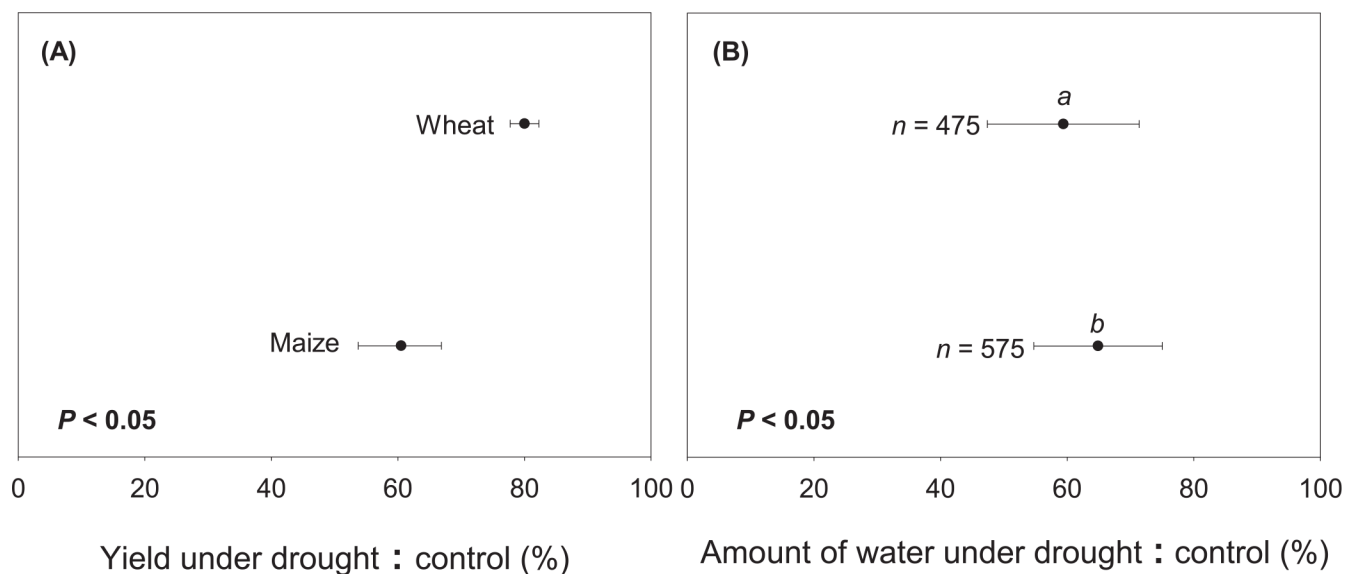 (A)
Wheat
Maize
P < 0.05
0 20 40 60 80 100
Yield under drought : control (%)
(B)
a
n = 475
b
n = 575
P < 0.05
0 20 40 60 80 100
Amount of water under drought : control (%)